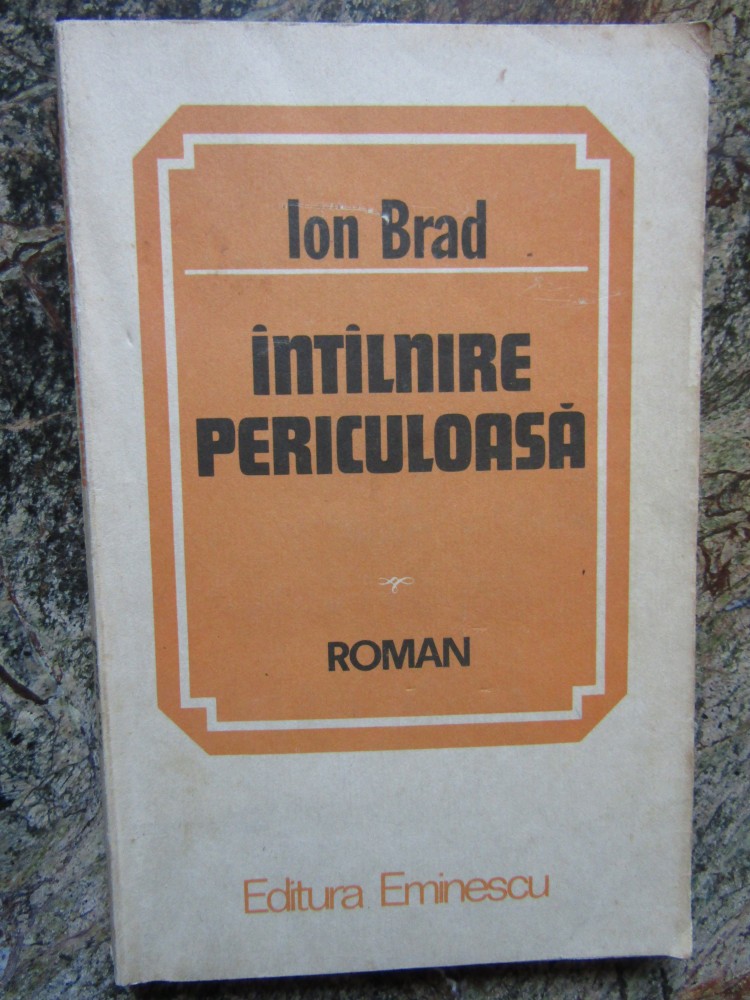 Ion Brad
ÎNTÎLNIRE
PERICULOASĂ
ROMAN
Editura Eminescu